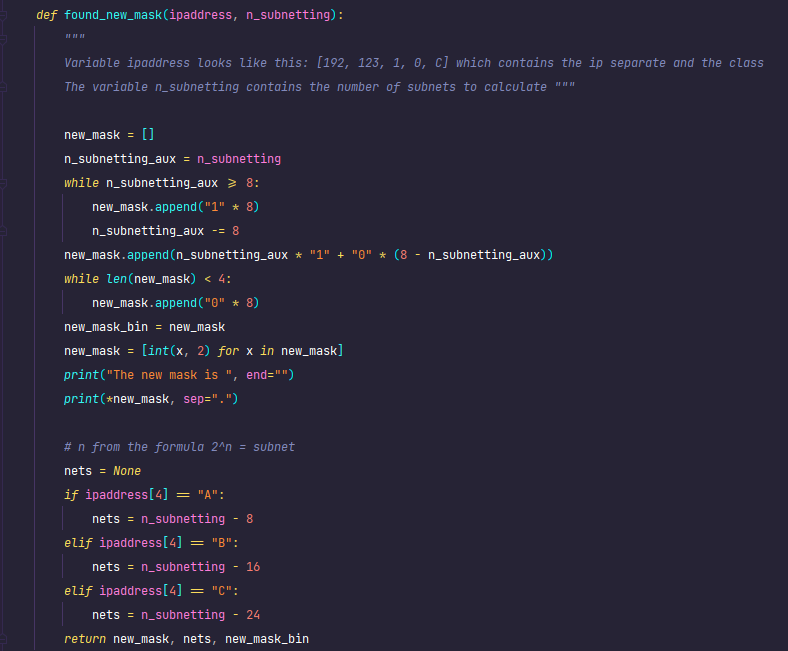 def found_new_mask(ipaddress, n_subnetting):
    """
    Variable ipaddress looks like this: [192, 123, 1, 0, C] which contains the ip separate and the class
    The variable n_subnetting contains the number of subnets to calculate """

    new_mask = []
    n_subnetting_aux = n_subnetting
    while n_subnetting_aux >= 8:
        new_mask.append("1" * 8)
        n_subnetting_aux -= 8
    new_mask.append(n_subnetting_aux * "1" + "0" * (8 - n_subnetting_aux))
    while len(new_mask) < 4:
        new_mask.append("0" * 8)
    new_mask_bin = new_mask
    new_mask = [int(x, 2) for x in new_mask]
    print("The new mask is ", end="")
    print(*new_mask, sep=".")

    # n from the formula 2^n = subnet
    nets = None
    if ipaddress[4] == "A":
        nets = n_subnetting - 8
    elif ipaddress[4] == "B":
        nets = n_subnetting - 16
    elif ipaddress[4] == "C":
        nets = n_subnetting - 24
    return new_mask, nets, new_mask_bin